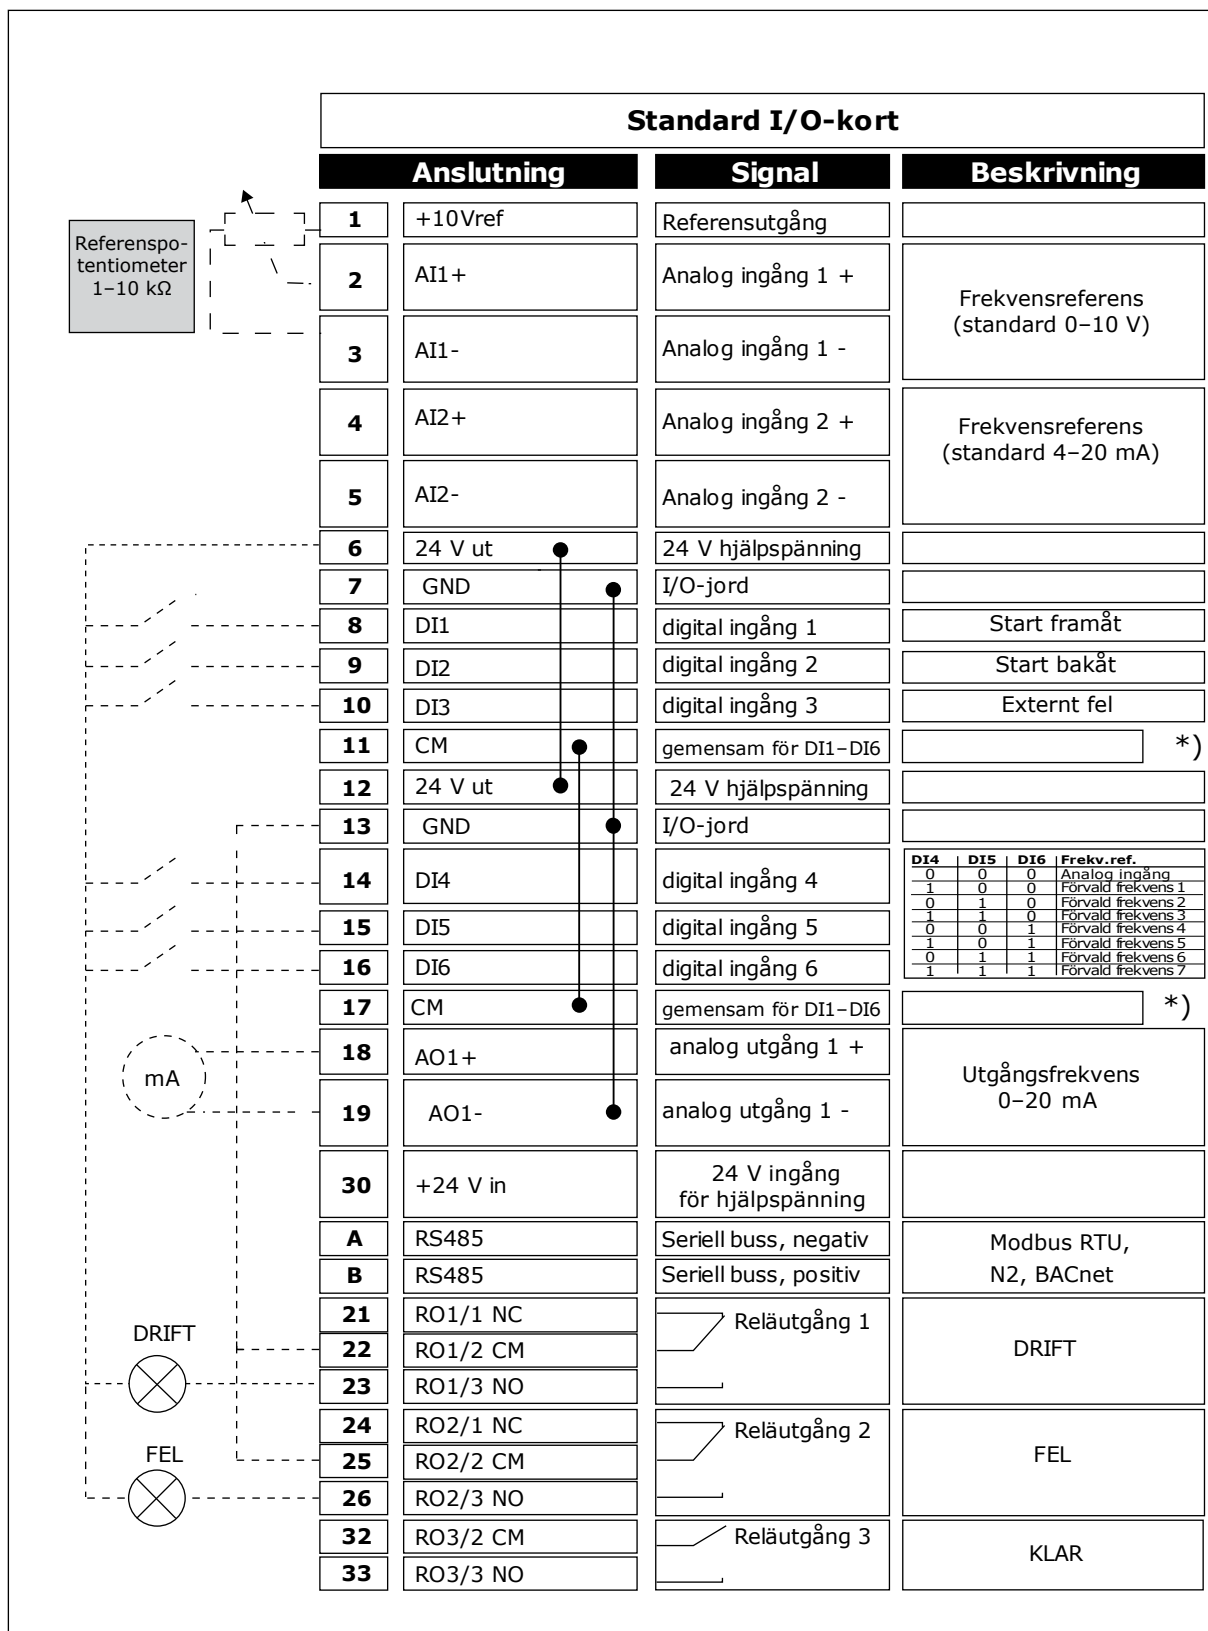 Standard I/O-kort
Anslutning Signal Beskrivning
Referenspo-
tentiometer
1–10 kΩ
1 +10Vref Referensutgång
2 AI1+ Analog ingång 1 +
3 AI1- Analog ingång 1 -
Frekvensreferens
(standard 0–10 V)
4 AI2+ Analog ingång 2 +
5 AI2- Analog ingång 2 -
Frekvensreferens
(standard 4–20 mA)
6 24 V ut 24 V hjälpspänning
7 GND I/O-jord
8 DI1 digital ingång 1 Start framåt
9 DI2 digital ingång 2 Start bakåt
10 DI3 digital ingång 3 Externt fel
11 CM gemensam för DI1–DI6 *)
12 24 V ut 24 V hjälpspänning
13 GND I/O-jord
14 DI4 digital ingång 4
15 DI5 digital ingång 5
16 DI6 digital ingång 6
DI4 DI5 DI6 Frekv.ref.
0 0 0 Analog ingång
1 0 0 Förvald frekvens 1
0 1 0 Förvald frekvens 2
1 1 0 Förvald frekvens 3
0 0 1 Förvald frekvens 4
1 0 1 Förvald frekvens 5
0 1 1 Förvald frekvens 6
1 1 1 Förvald frekvens 7
17 CM gemensam för DI1–DI6 *)
mA
18 AO1+ analog utgång 1 +
19 AO1- analog utgång 1 -
Utgångsfrekvens
0–20 mA
30 +24 V in 24 V ingång
för hjälpspänning
A RS485 Seriell buss, negativ
B RS485 Seriell buss, positiv
Modbus RTU,
N2, BACnet
DRIFT
21 RO1/1 NC Reläutgång 1
22 RO1/2 CM DRIFT
23 RO1/3 NO
FEL
24 RO2/1 NC Reläutgång 2
25 RO2/2 CM FEL
26 RO2/3 NO
32 RO3/2 CM Reläutgång 3
33 RO3/3 NO
KLAR